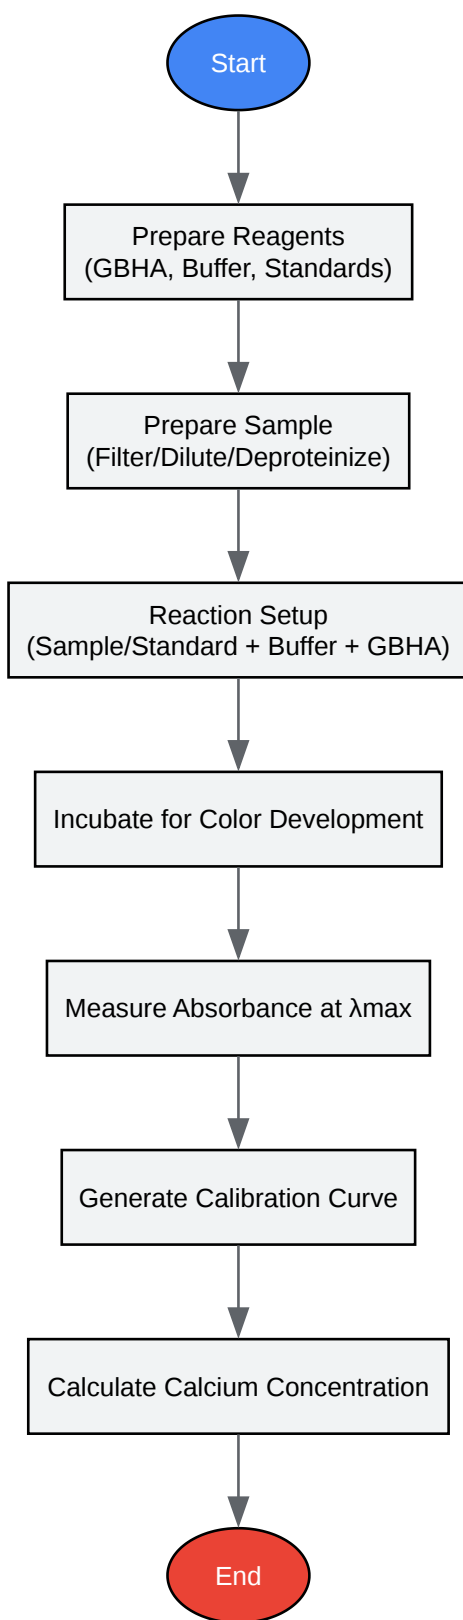 Start
Prepare Reagents
(GBHA, Buffer, Standards)
Prepare Sample
(Filter/Dilute/Deproteinize)
Reaction Setup
(Sample/Standard + Buffer + GBHA)
Incubate for Color Development
Measure Absorbance at λmax
Generate Calibration Curve
Calculate Calcium Concentration
End